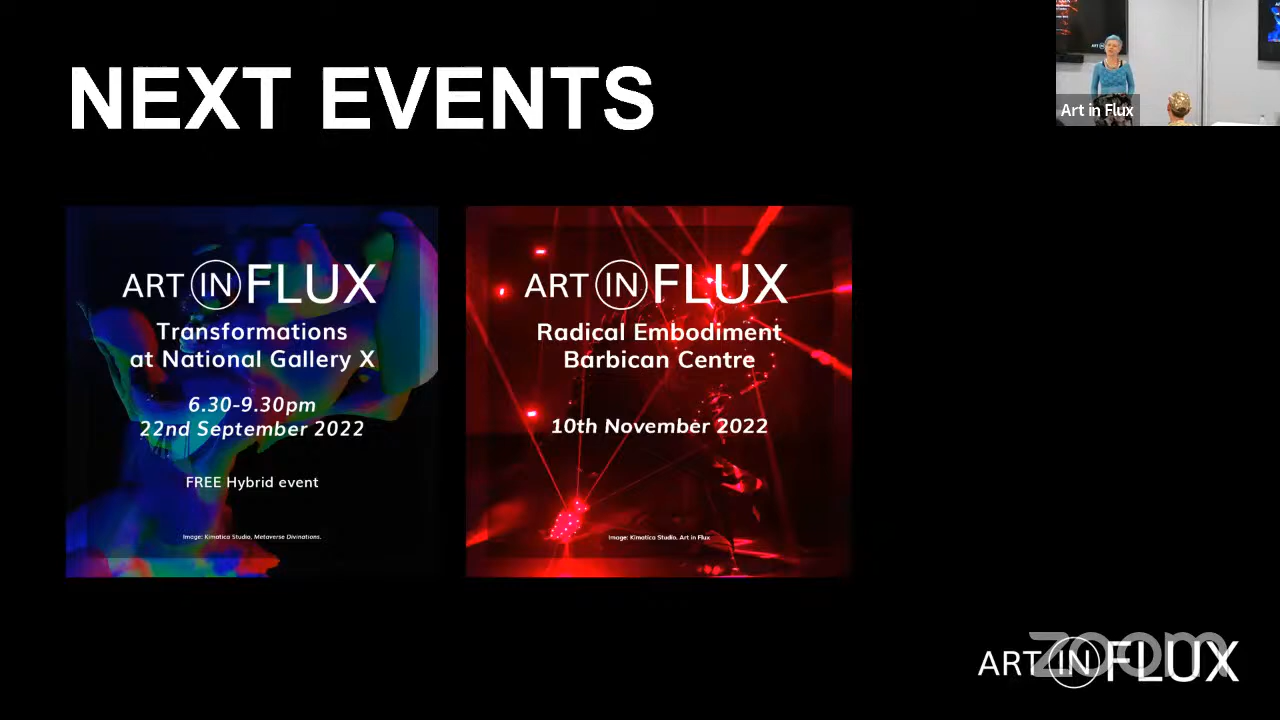 NEXT EVENTS
Art in Flux
ART IN FLUX
Transformations
at National Gallery X
6.30-9.30pm
22nd September 2022
FREE Hybrid event
Image: Kimatica Studio, Metaverse Divinations.
ART IN FLUX
Radical Embodiment
Barbican Centre
10th November 2022
Image: Kimatica Studio, Art in Flux
zoom
ART IN FLUX